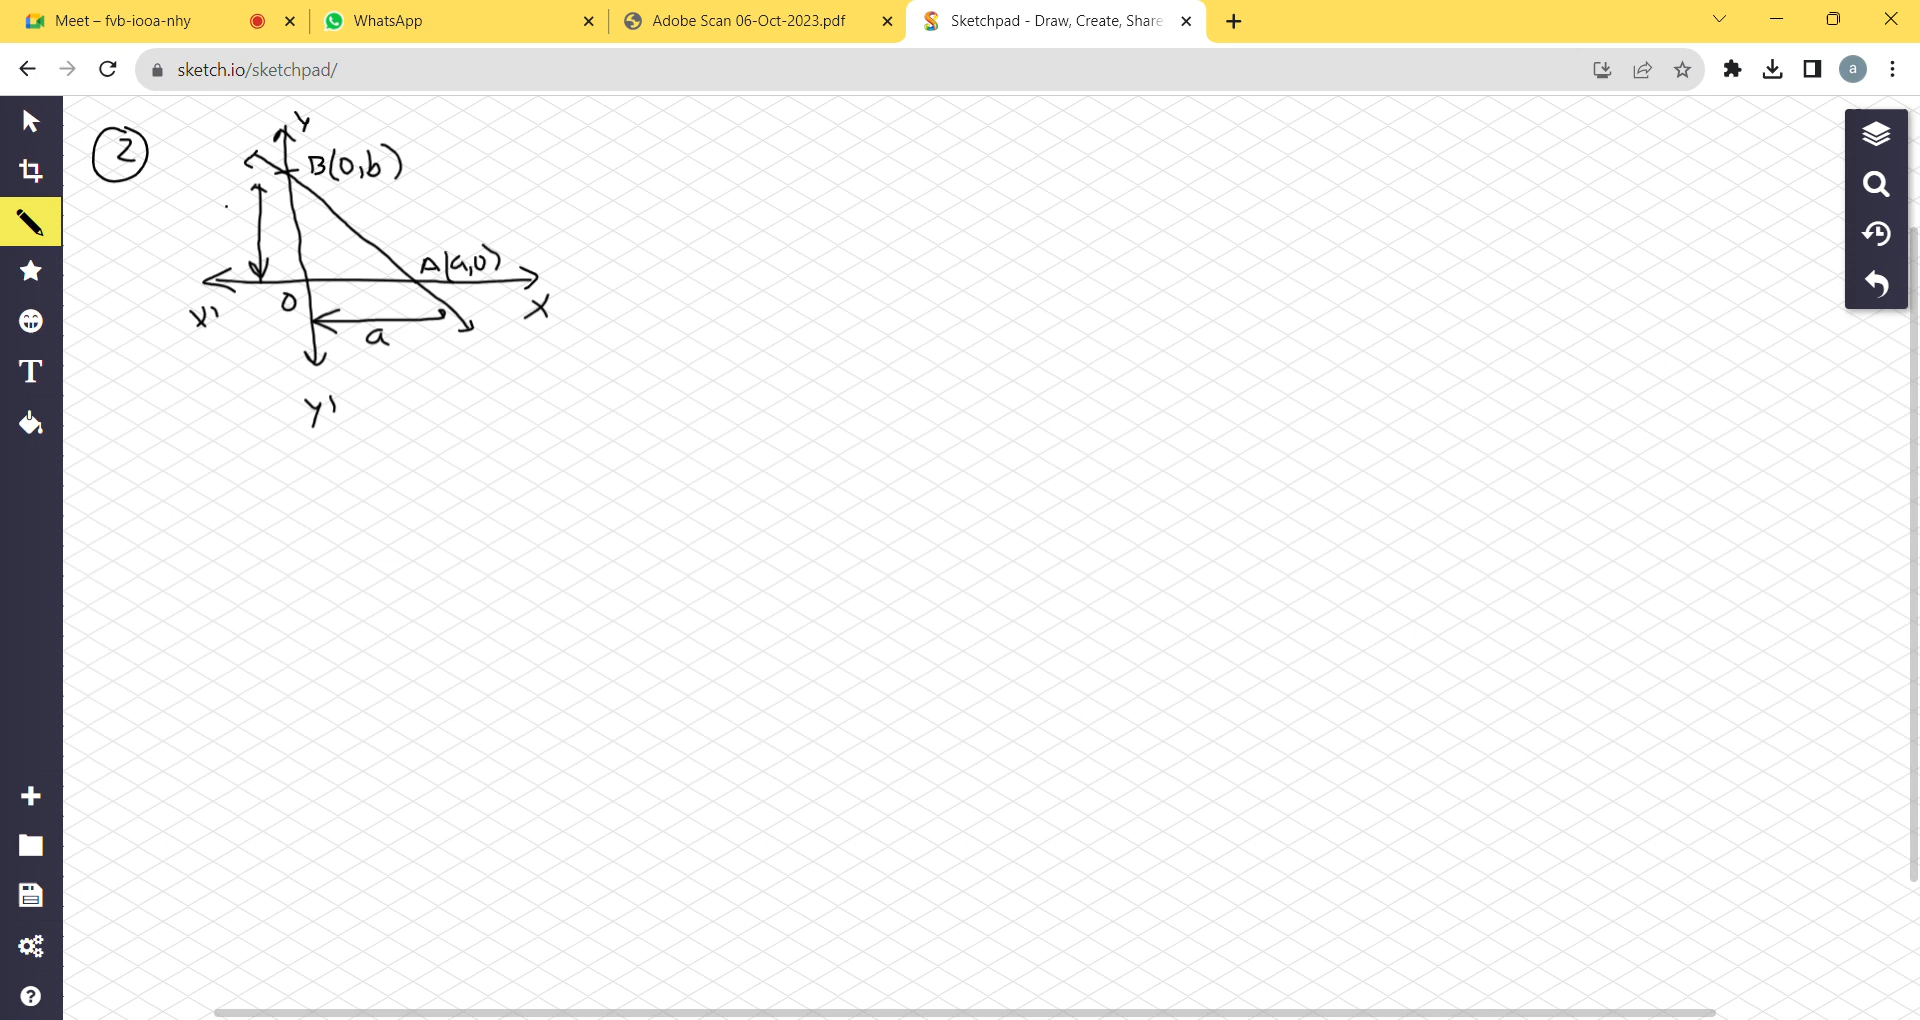 Meet – fvb-iooa-nhy
WhatsApp
Adobe Scan 06-Oct-2023.pdf
Sketchpad - Draw, Create, Share
sketch.io/sketchpad/
a
2
Y
B(0,b)
A(a,0)
X'
O
X
a
Y'
T